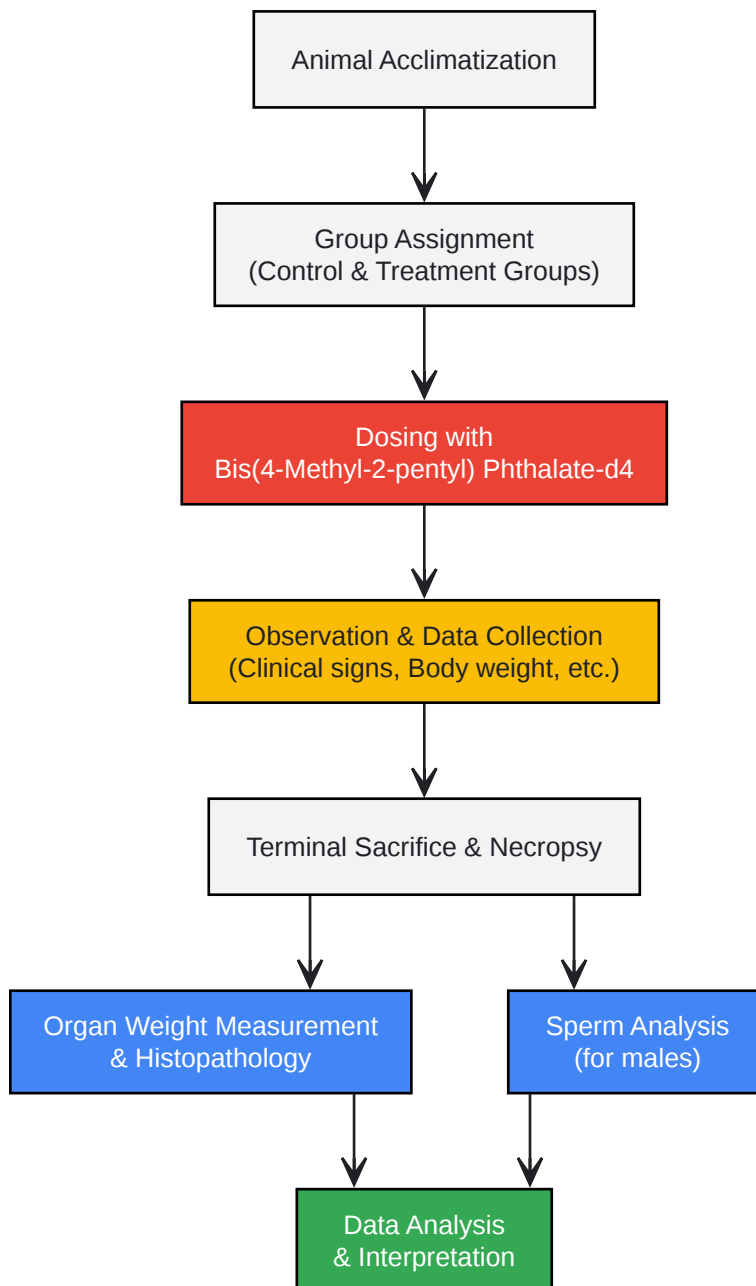 Animal Acclimatization
Group Assignment
(Control & Treatment Groups)
Dosing with
Bis(4-Methyl-2-pentyl) Phthalate-d4
Observation & Data Collection
(Clinical signs, Body weight, etc.)
Terminal Sacrifice & Necropsy
Organ Weight Measurement
& Histopathology
Sperm Analysis
(for males)
Data Analysis
& Interpretation